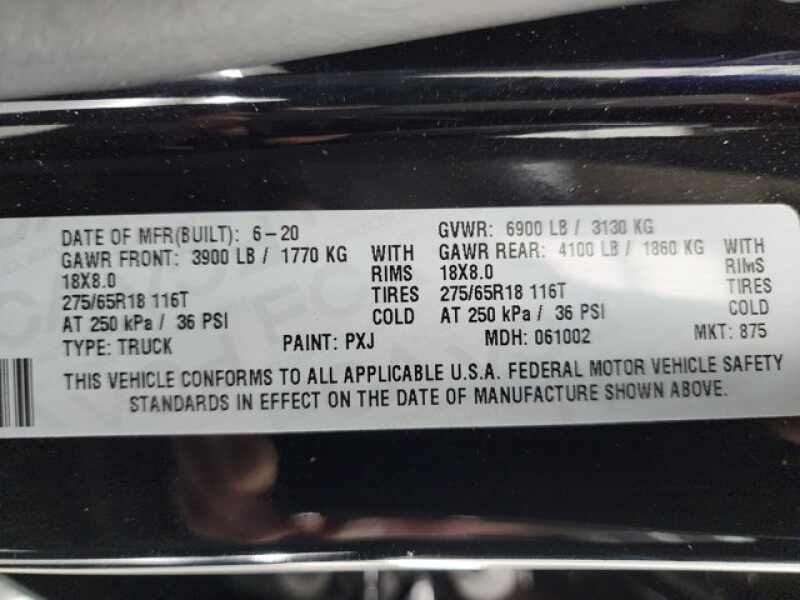 DATE OF MFR(BUILT): 6-20 GVWR: 6900 LB / 3130 KG
GAWR FRONT: 3900 LB / 1770 KG WITH GAWR REAR: 4100 LB / 1860 KG WITH
18X8.0 RIMS 18X8.0 RIMS
275/65R18 116T TIRES 275/65R18 116T TIRES
AT 250 kPa / 36 PSI COLD AT 250 kPa / 36 PSI COLD
TYPE: TRUCK PAINT: PXJ MDH: 061002 MKT: 875
THIS VEHICLE CONFORMS TO ALL APPLICABLE U.S.A. FEDERAL MOTOR VEHICLE SAFETY
STANDARDS IN EFFECT ON THE DATE OF MANUFACTURE SHOWN ABOVE.